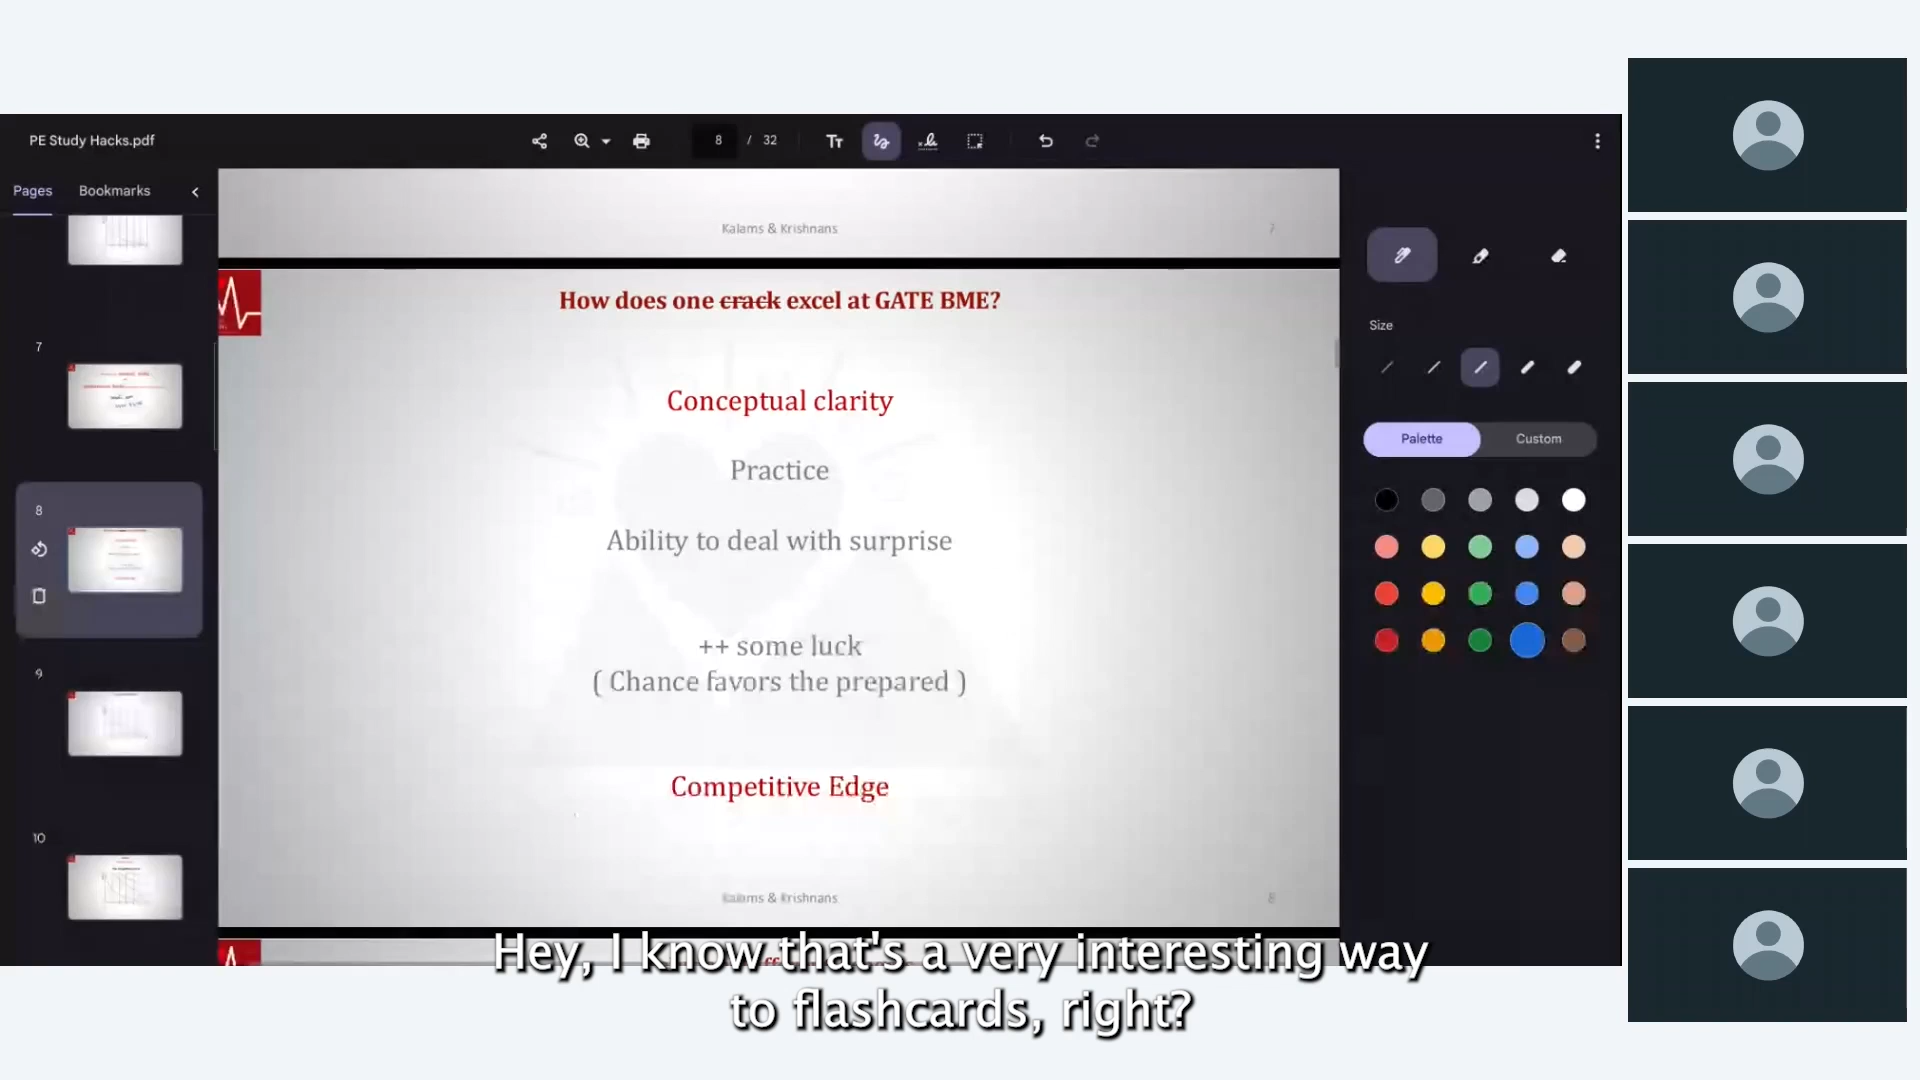 PE Study Hacks.pdf
8 / 32
Tr
Pages
Bookmarks
7
8
9
10
Kalams & Krishnans
7
How does one crack excel at GATE BME?
Conceptual clarity
Practice
Ability to deal with surprise
++ some luck
( Chance favors the prepared )
Competitive Edge
Kalams & Krishnans
8
Size
Palette
Custom
Hey, I know that's a very interesting way
to flashcards, right?